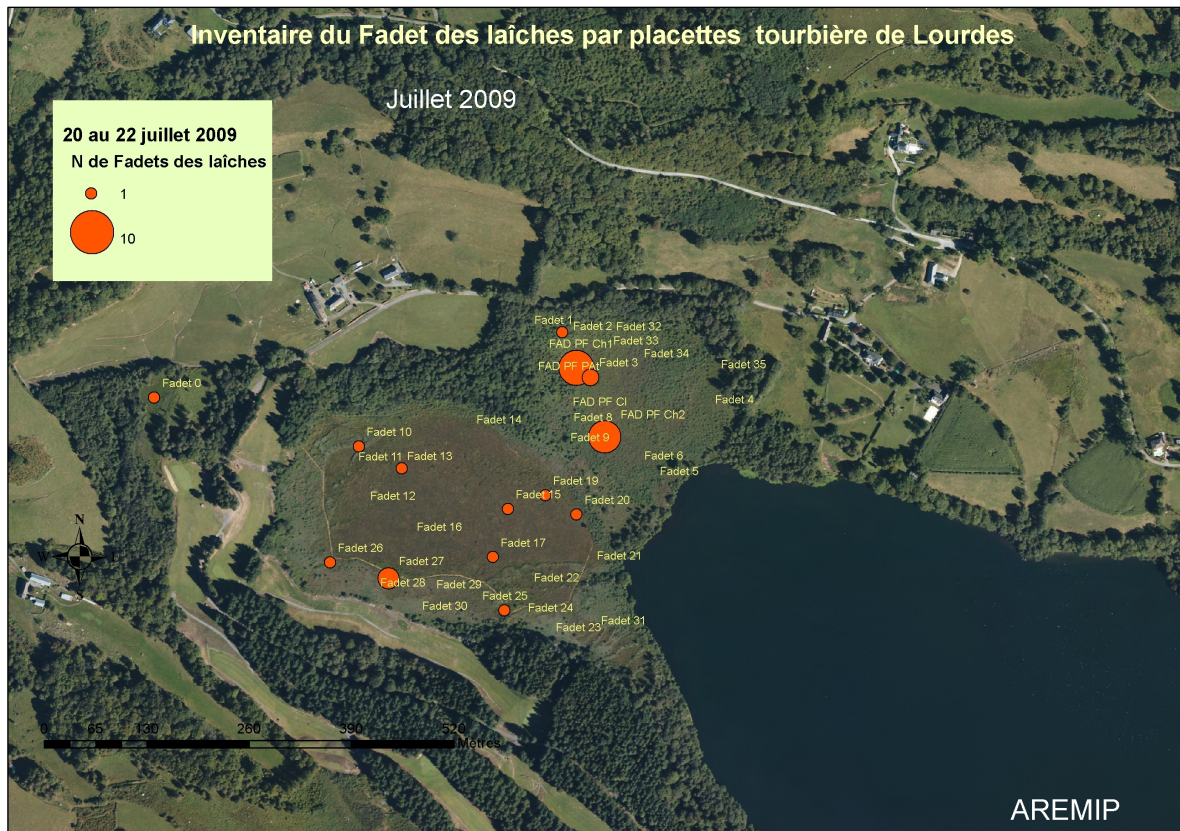 Inventaire du Fadet des laîches par placettes tourbière de Lourdes
Juillet 2009
20 au 22 juillet 2009
N de Fadets des laîches
1
10
Fadet 1
Fadet 2
Fadet 32
FAD PF Ch1
Fadet 33
Fadet 34
FAD PF PAt
Fadet 3
Fadet 35
Fadet 0
FAD PF Cl
Fadet 4
Fadet 8
FAD PF Ch2
Fadet 14
Fadet 10
Fadet 9
Fadet 11
Fadet 13
Fadet 6
Fadet 5
Fadet 19
Fadet 12
Fadet 15
Fadet 20
N
Fadet 16
Fadet 17
Fadet 26
Fadet 21
W
Fadet 27
Fadet 28
Fadet 29
Fadet 22
Fadet 25
Fadet 30
Fadet 24
Fadet 31
Fadet 23
0 65 130 260 390 520
Mètres
AREMIP